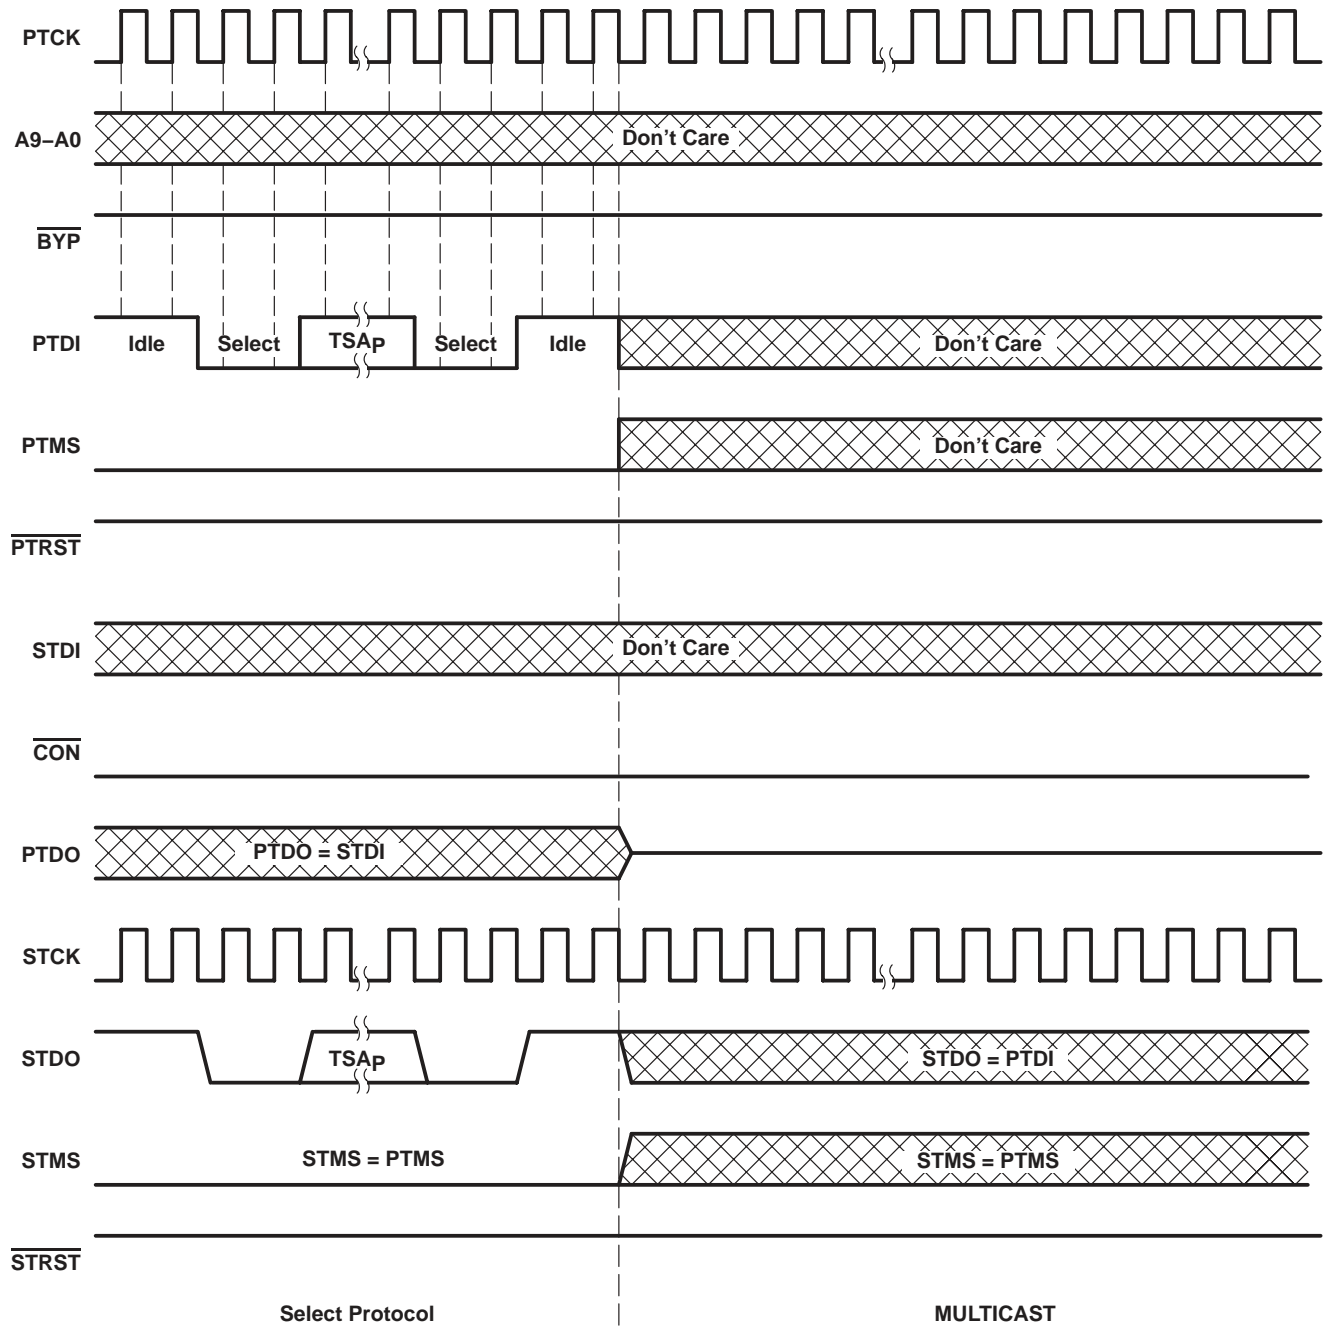 PTCK
A9–A0
Don't Care
BYP
PTDI Idle Select TSAP Select Idle Don't Care
PTMS Don't Care
PTRST
STDI Don't Care
CON
PTDO PTDO = STDI
STCK
STDO TSAP STDO = PTDI
STMS STMS = PTMS STMS = PTMS
STRST
Select Protocol MULTICAST